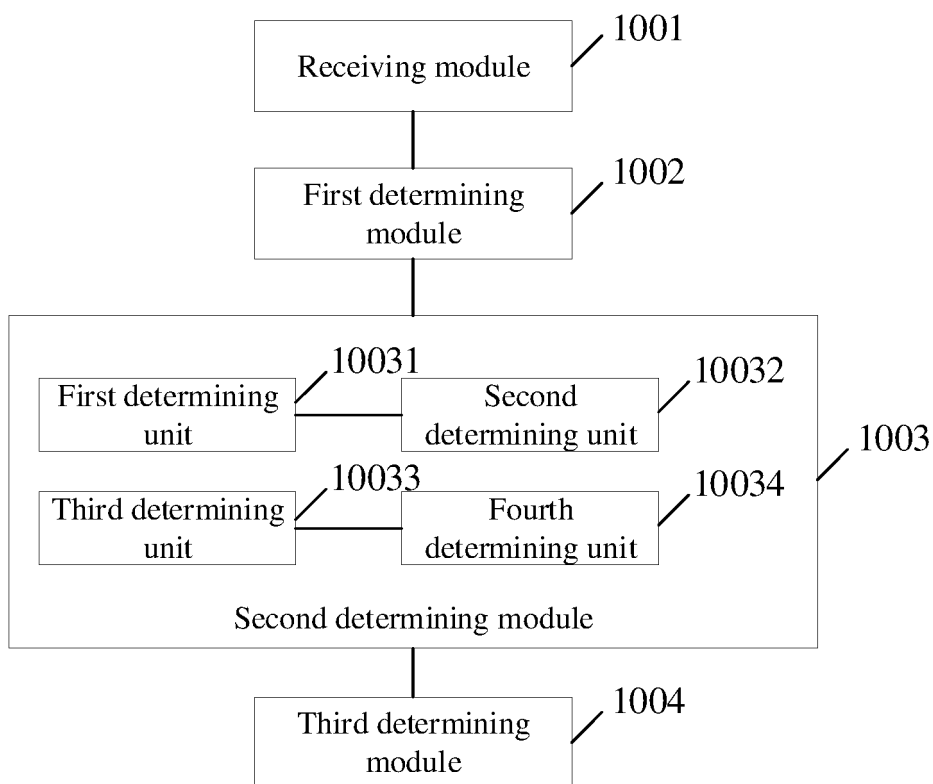 1001
Receiving module
1002
First determining
module
10031
10032
First determining
unit
Second
determining unit
1003
10033
10034
Third determining
unit
Fourth
determining unit
Second determining module
1004
Third determining
module